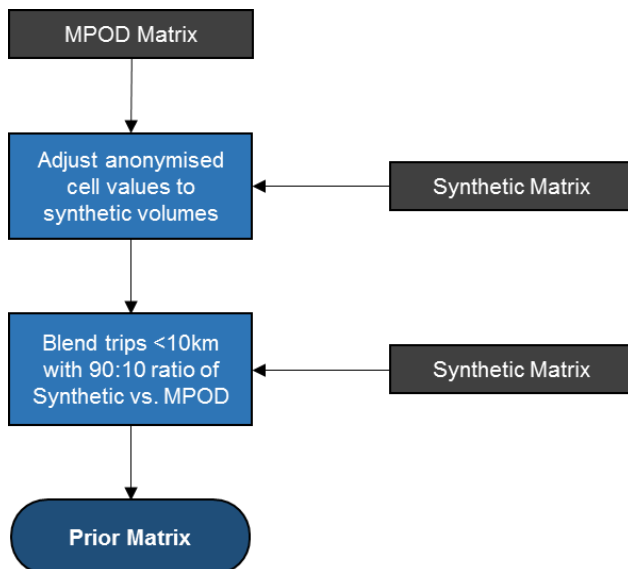 MPOD Matrix
Adjust anonymised
cell values to
synthetic volumes
Synthetic Matrix
Blend trips <10km
with 90:10 ratio of
Synthetic vs. MPOD
Synthetic Matrix
Prior Matrix